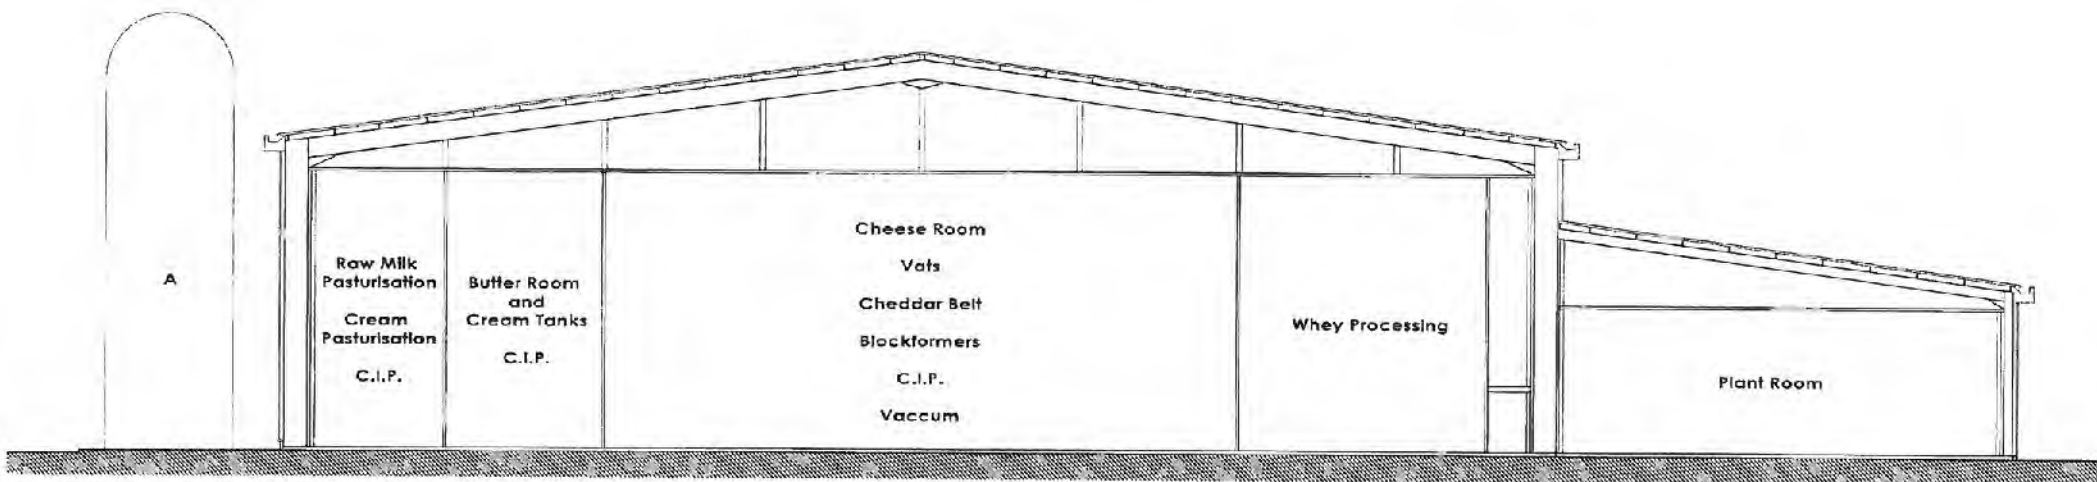 A
Raw Milk
Pasturisation
Cream
Pasturisation
C.I.P.
Butter Room
and
Cream Tanks
C.I.P.
Cheese Room
Vats
Cheddar Belt
Blockformers
C.I.P.
Vaccum
Whey Processing
Plant Room